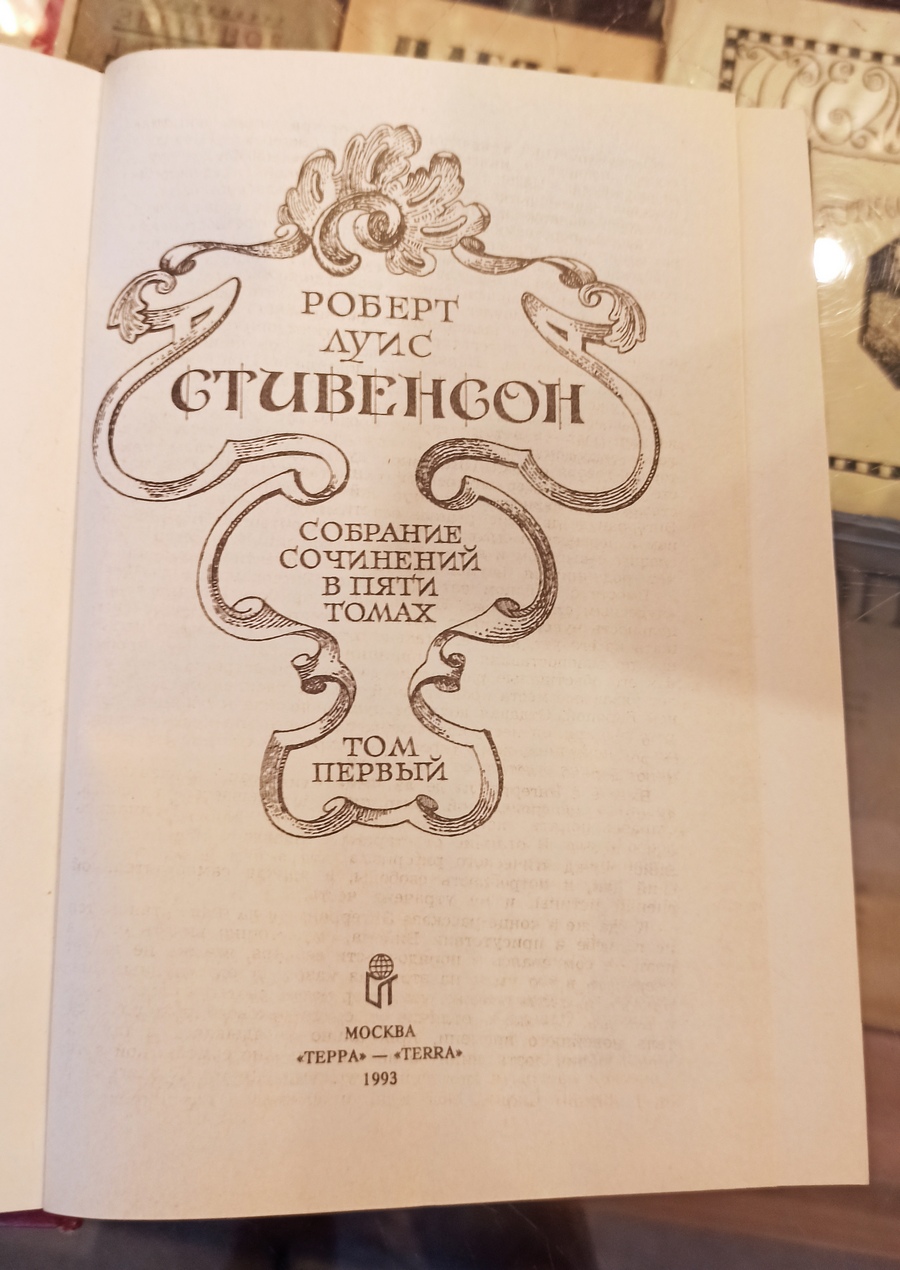 РОБЕРТ
ЛУИС
СТИВЕНСОН
СОБРАНИЕ
СОЧИНЕНИЙ
В ПЯТИ
ТОМАХ
ТОМ
ПЕРВЫЙ
МОСКВА
«ТЕРРА» — «TERRA»
1993